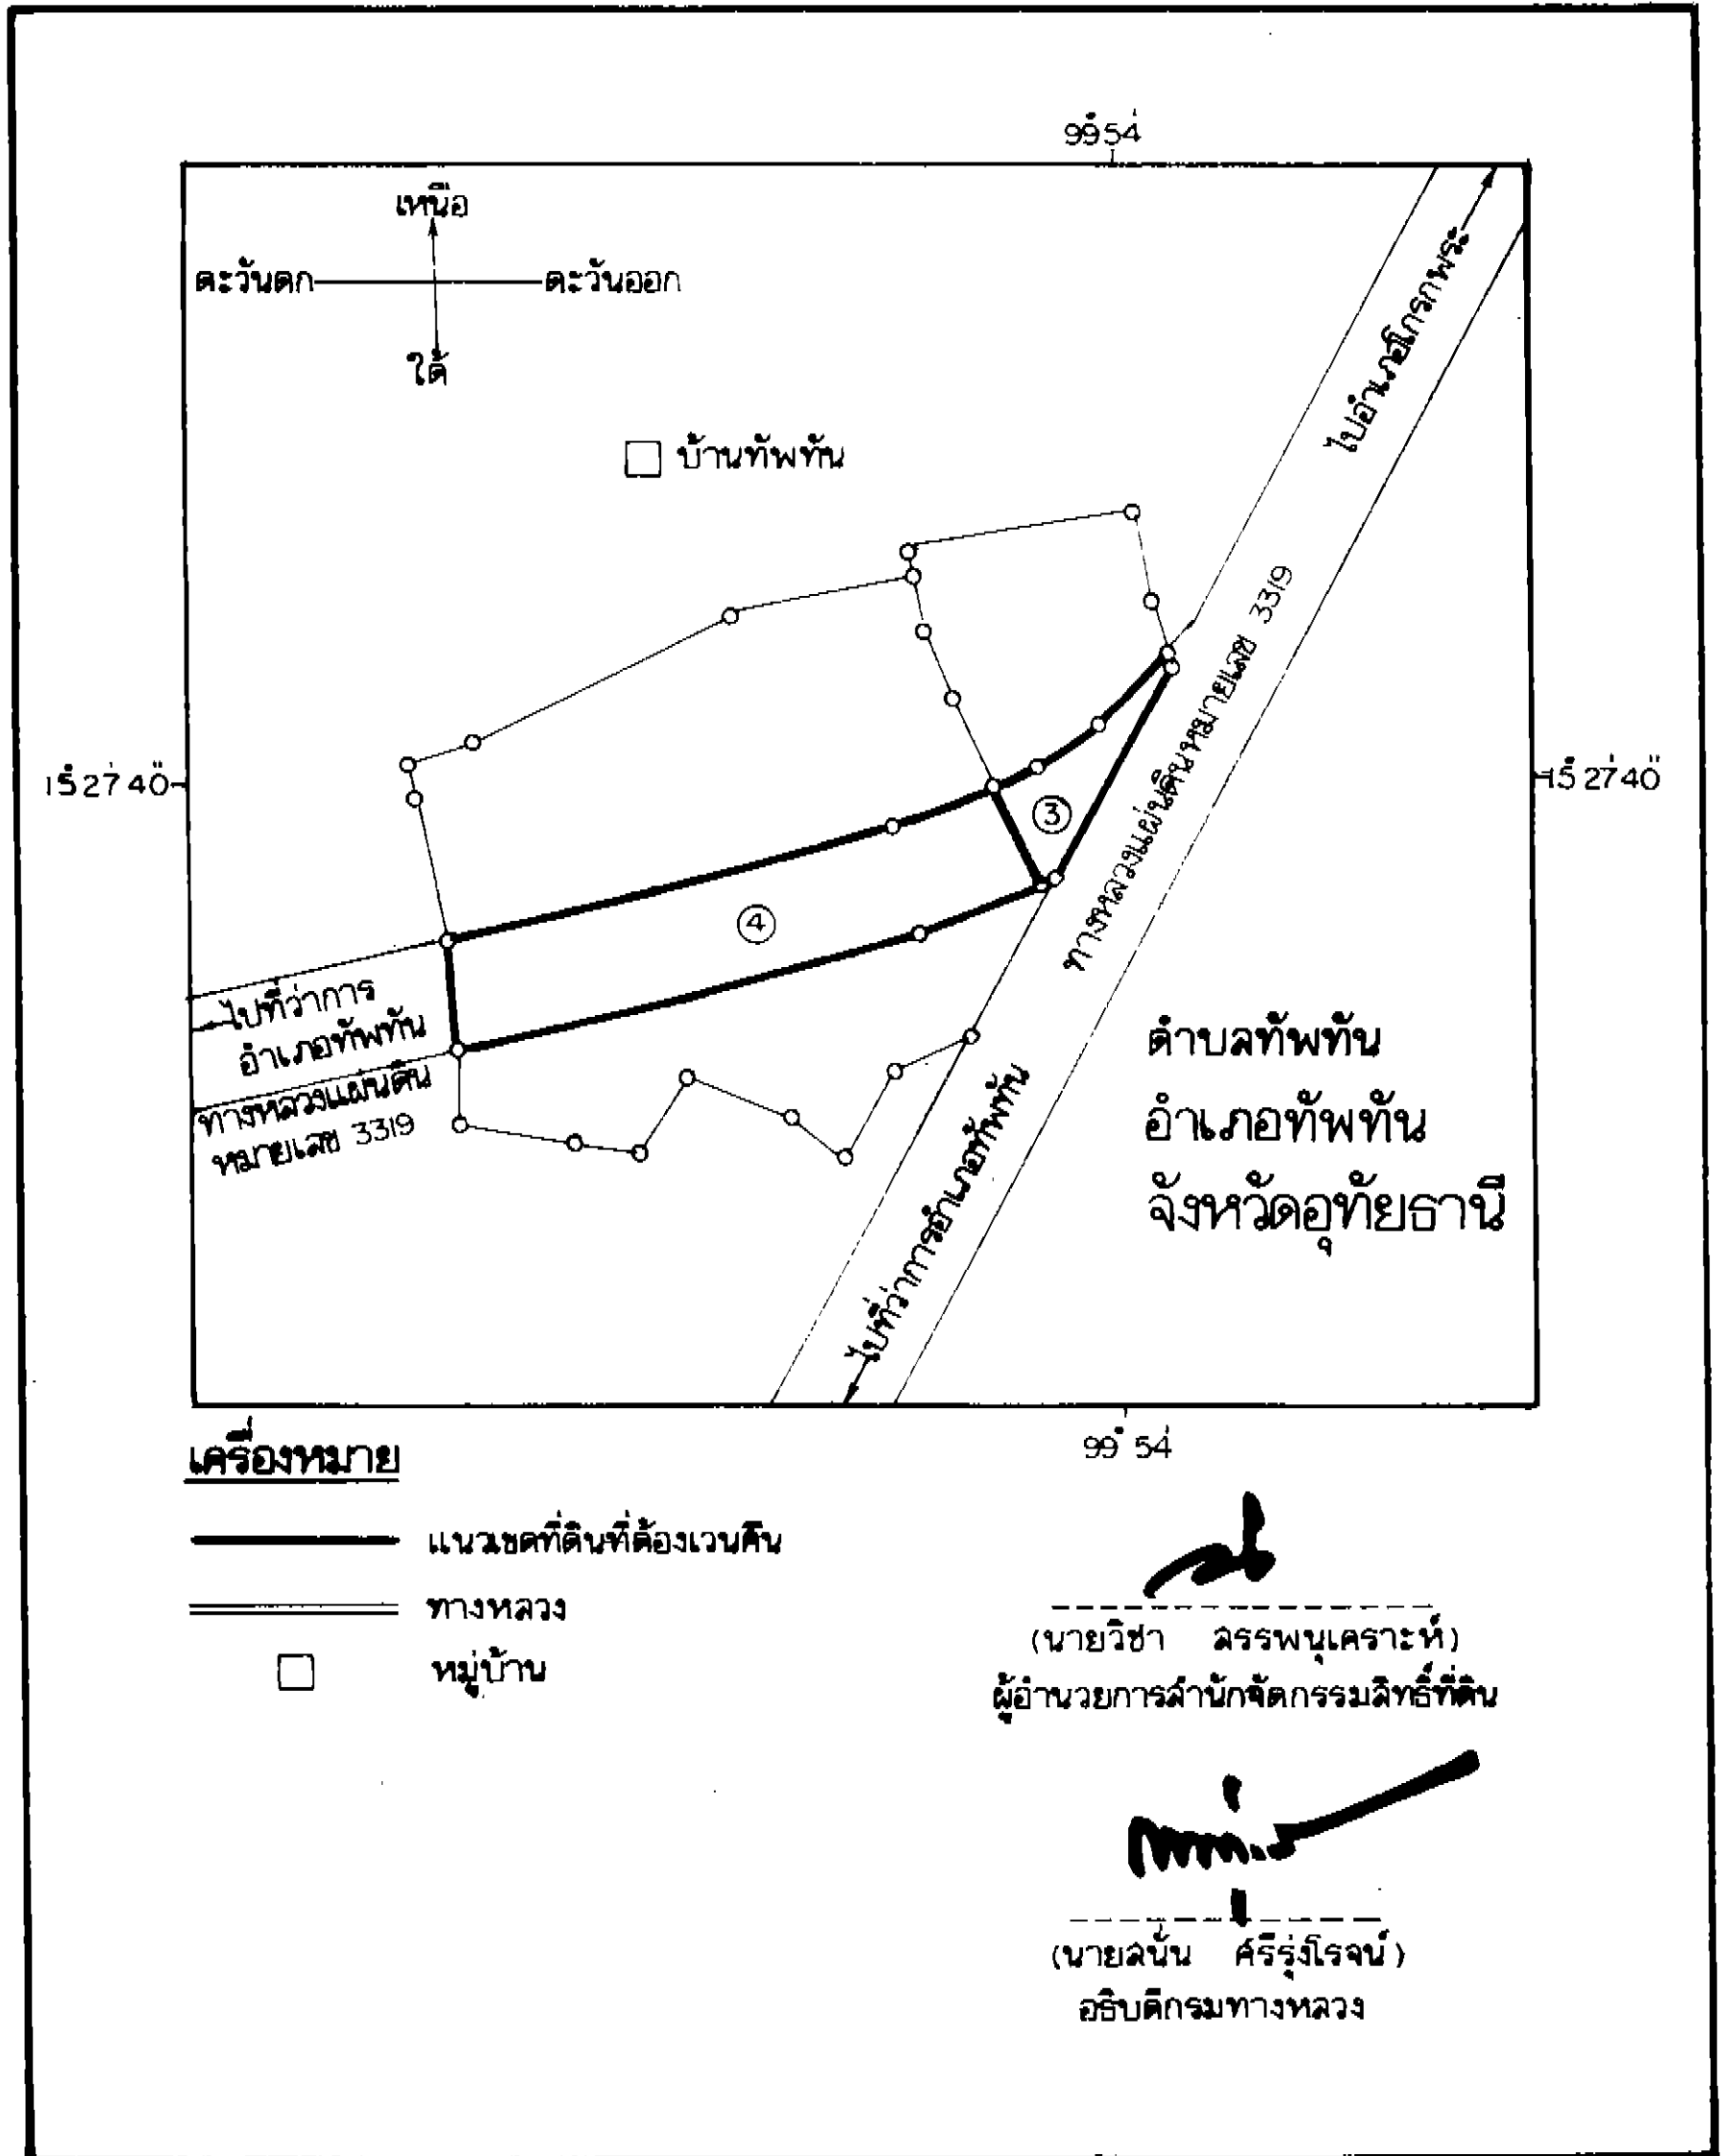 99°54'
เหนือ
ตะวันตก
ตะวันออก
ใต้
ไปอำเภอโกรกพระ
บ้านทัพทัน
ทางหลวงแผ่นดินหมายเลข 3319
15°27'40"
15°27'40"
③
④
ไปที่ว่าการ
อำเภอทัพทัน
ทางหลวงแผ่นดิน
หมายเลข 3319
ไปที่ว่าการอำเภอทัพทัน
ตำบลทัพทัน
อำเภอทัพทัน
จังหวัดอุทัยธานี
99°54'
เครื่องหมาย
แนวเขตที่ดินที่ต้องเวนคืน
ทางหลวง
หมู่บ้าน
(นายวิชา สรรพนุเคราะห์)
ผู้อำนวยการสำนักจัดกรรมสิทธิ์ที่ดิน
(นายสนั่น ศรีรุ่งโรจน์)
อธิบดีกรมทางหลวง